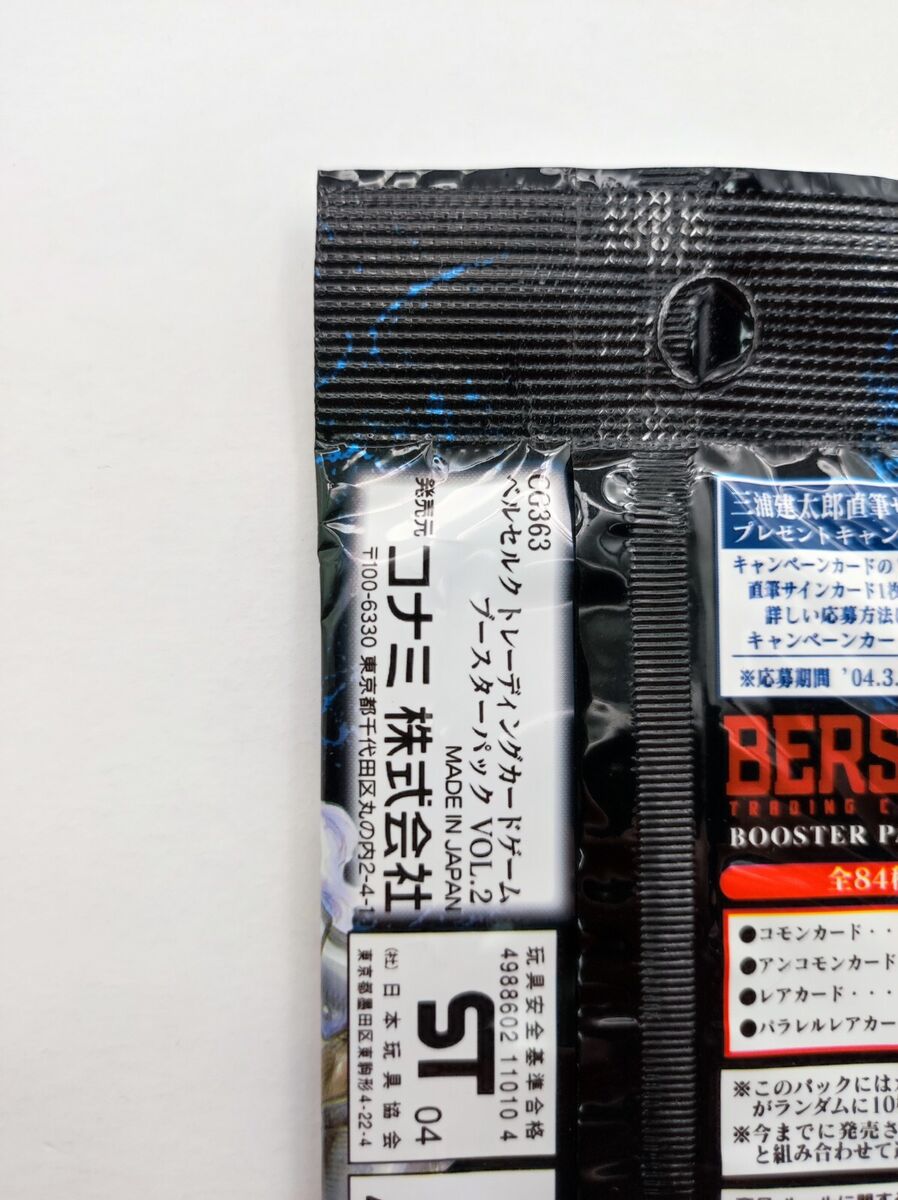 CG363
ベルセルク トレーディングカードゲーム
ブースターパック VOL.2
MADE IN JAPAN
発売元 コナミ 株式会社
〒100-6330 東京都千代田区丸の内2-4-1
玩具安全基準合格
4988602 11010 4
ST 04
(社) 日本玩具協会
東京都墨田区東駒形4-22-4
三浦建太郎直筆サ
プレゼントキャン
キャンペーンカードの
直筆サインカード1枚
詳しい応募方法は
キャンペーンカー
※応募期間 '04.3.
BERS
TRADING C
BOOSTER PA
全84種
●コモンカード・・
●アンコモンカード
●レアカード・・・
●パラレルレアカー
※このパックには
がランダムに10
※今までに発売さ
と組み合わせて